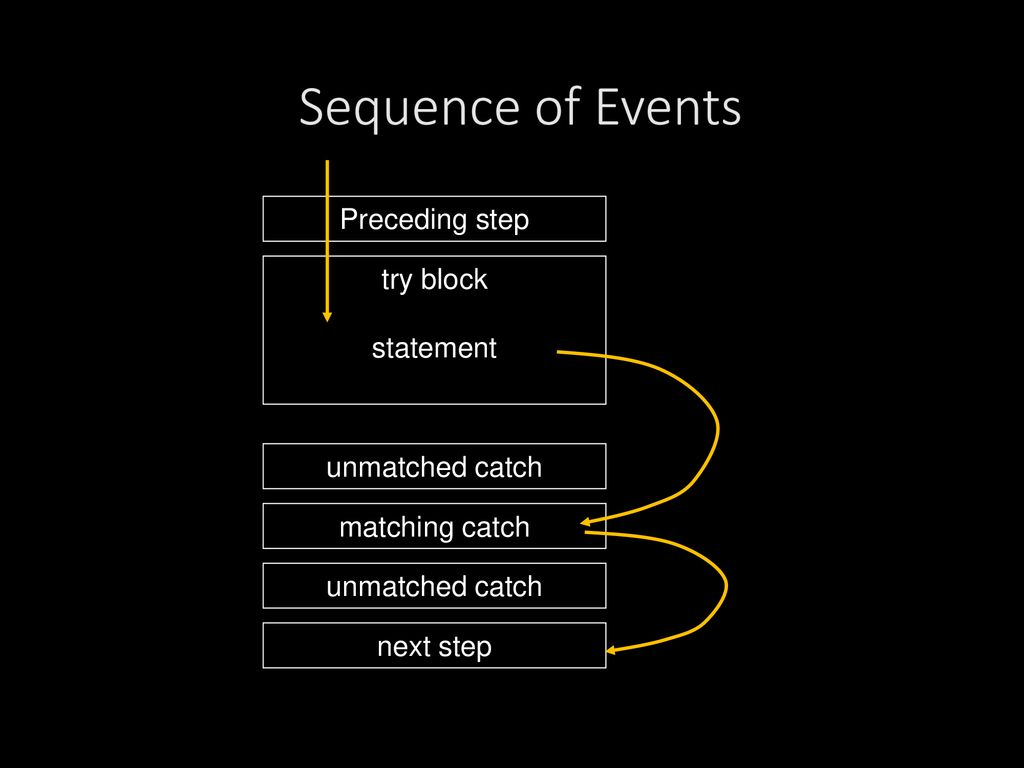 Sequence of Events
Preceding step
try block
statement
unmatched catch
matching catch
unmatched catch
next step